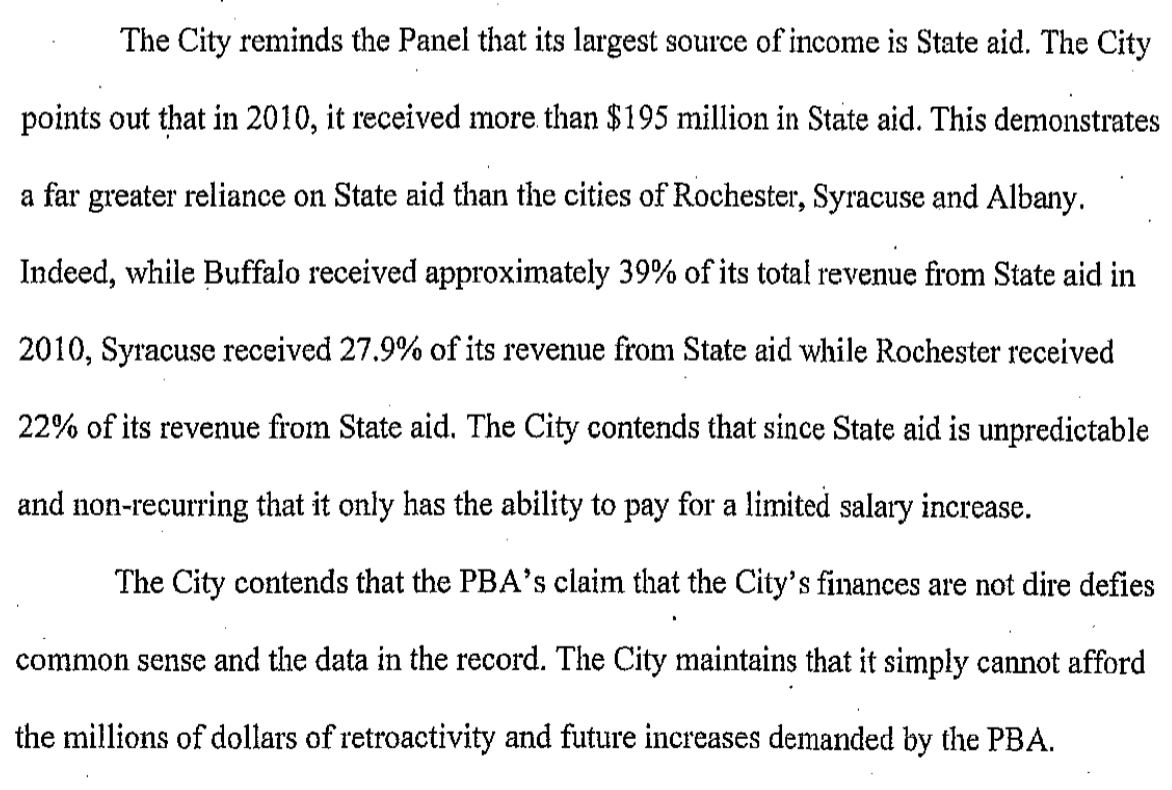 The City reminds the Panel that its largest source of income is State aid. The City
points out that in 2010, it received more than $195 million in State aid. This demonstrates
a far greater reliance on State aid than the cities of Rochester, Syracuse and Albany.
Indeed, while Buffalo received approximately 39% of its total revenue from State aid in
2010, Syracuse received 27.9% of its revenue from State aid while Rochester received
22% of its revenue from State aid. The City contends that since State aid is unpredictable
and non-recurring that it only has the ability to pay for a limited salary increase.
The City contends that the PBA's claim that the City's finances are not dire defies
common sense and the data in the record. The City maintains that it simply cannot afford
the millions of dollars of retroactivity and future increases demanded by the PBA.